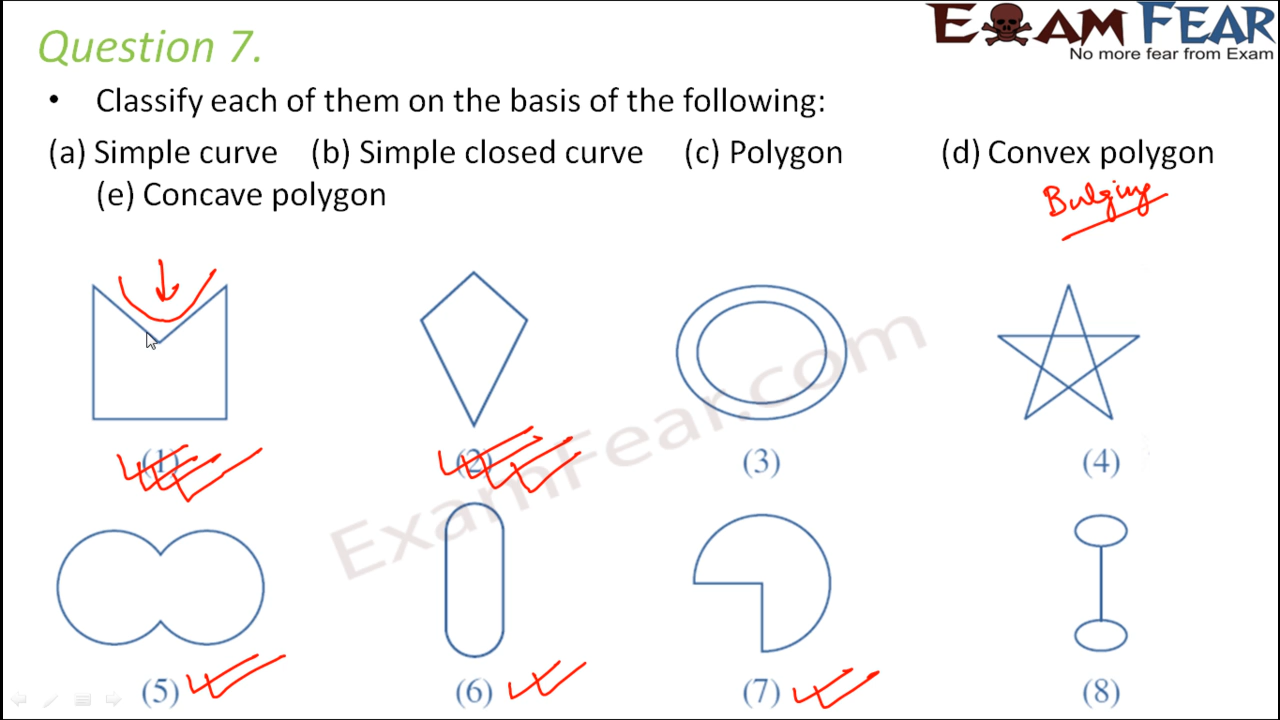 EXAM FEAR
No more fear from Exam
Question 7.
• Classify each of them on the basis of the following:
(a) Simple curve (b) Simple closed curve (c) Polygon (d) Convex polygon
(e) Concave polygon
Bulging
(1) (2) (3) (4)
ExamFear.com
(5) (6) (7) (8)